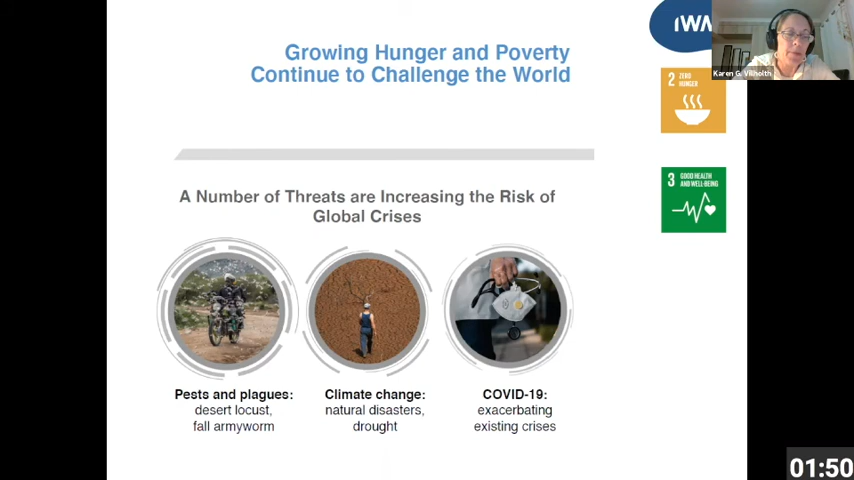 Growing Hunger and Poverty
Continue to Challenge the World
IWM
Karen G. Villholth
2 ZERO
HUNGER
3 GOOD HEALTH
AND WELL-BEING
A Number of Threats are Increasing the Risk of
Global Crises
Pests and plagues:
desert locust,
fall armyworm
Climate change:
natural disasters,
drought
COVID-19:
exacerbating
existing crises
01:50